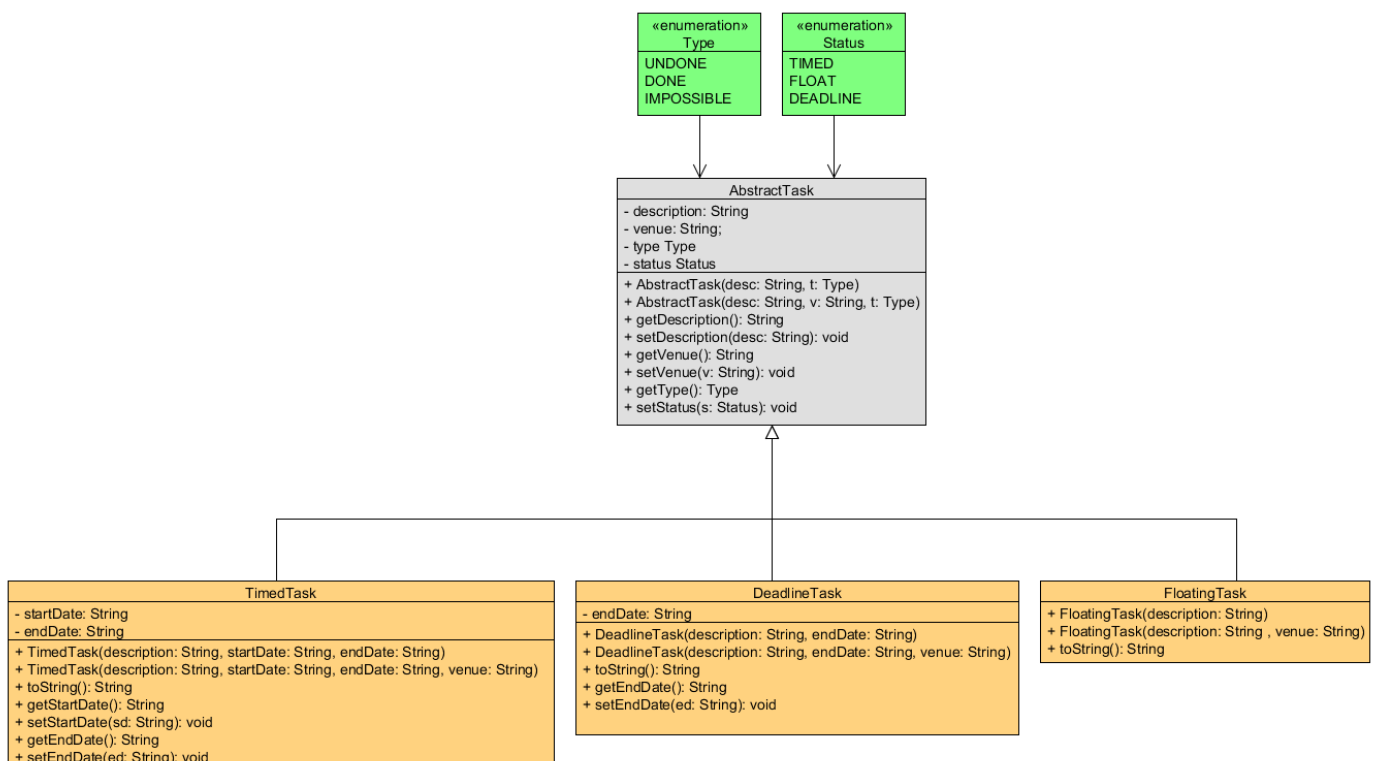 «enumeration»
Type
UNDONE
DONE
IMPOSSIBLE
«enumeration»
Status
TIMED
FLOAT
DEADLINE
AbstractTask
- description: String
- venue: String;
- type Type
- status Status
+ AbstractTask(desc: String, t: Type)
+ AbstractTask(desc: String, v: String, t: Type)
+ getDescription(): String
+ setDescription(desc: String): void
+ getVenue(): String
+ setVenue(v: String): void
+ getType(): Type
+ setStatus(s: Status): void
TimedTask
- startDate: String
- endDate: String
+ TimedTask(description: String, startDate: String, endDate: String)
+ TimedTask(description: String, startDate: String, endDate: String, venue: String)
+ toString(): String
+ getStartDate(): String
+ setStartDate(sd: String): void
+ getEndDate(): String
+ setEndDate(ed: String): void
DeadlineTask
- endDate: String
+ DeadlineTask(description: String, endDate: String)
+ DeadlineTask(description: String, endDate: String, venue: String)
+ toString(): String
+ getEndDate(): String
+ setEndDate(ed: String): void
FloatingTask
+ FloatingTask(description: String)
+ FloatingTask(description: String , venue: String)
+ toString(): String